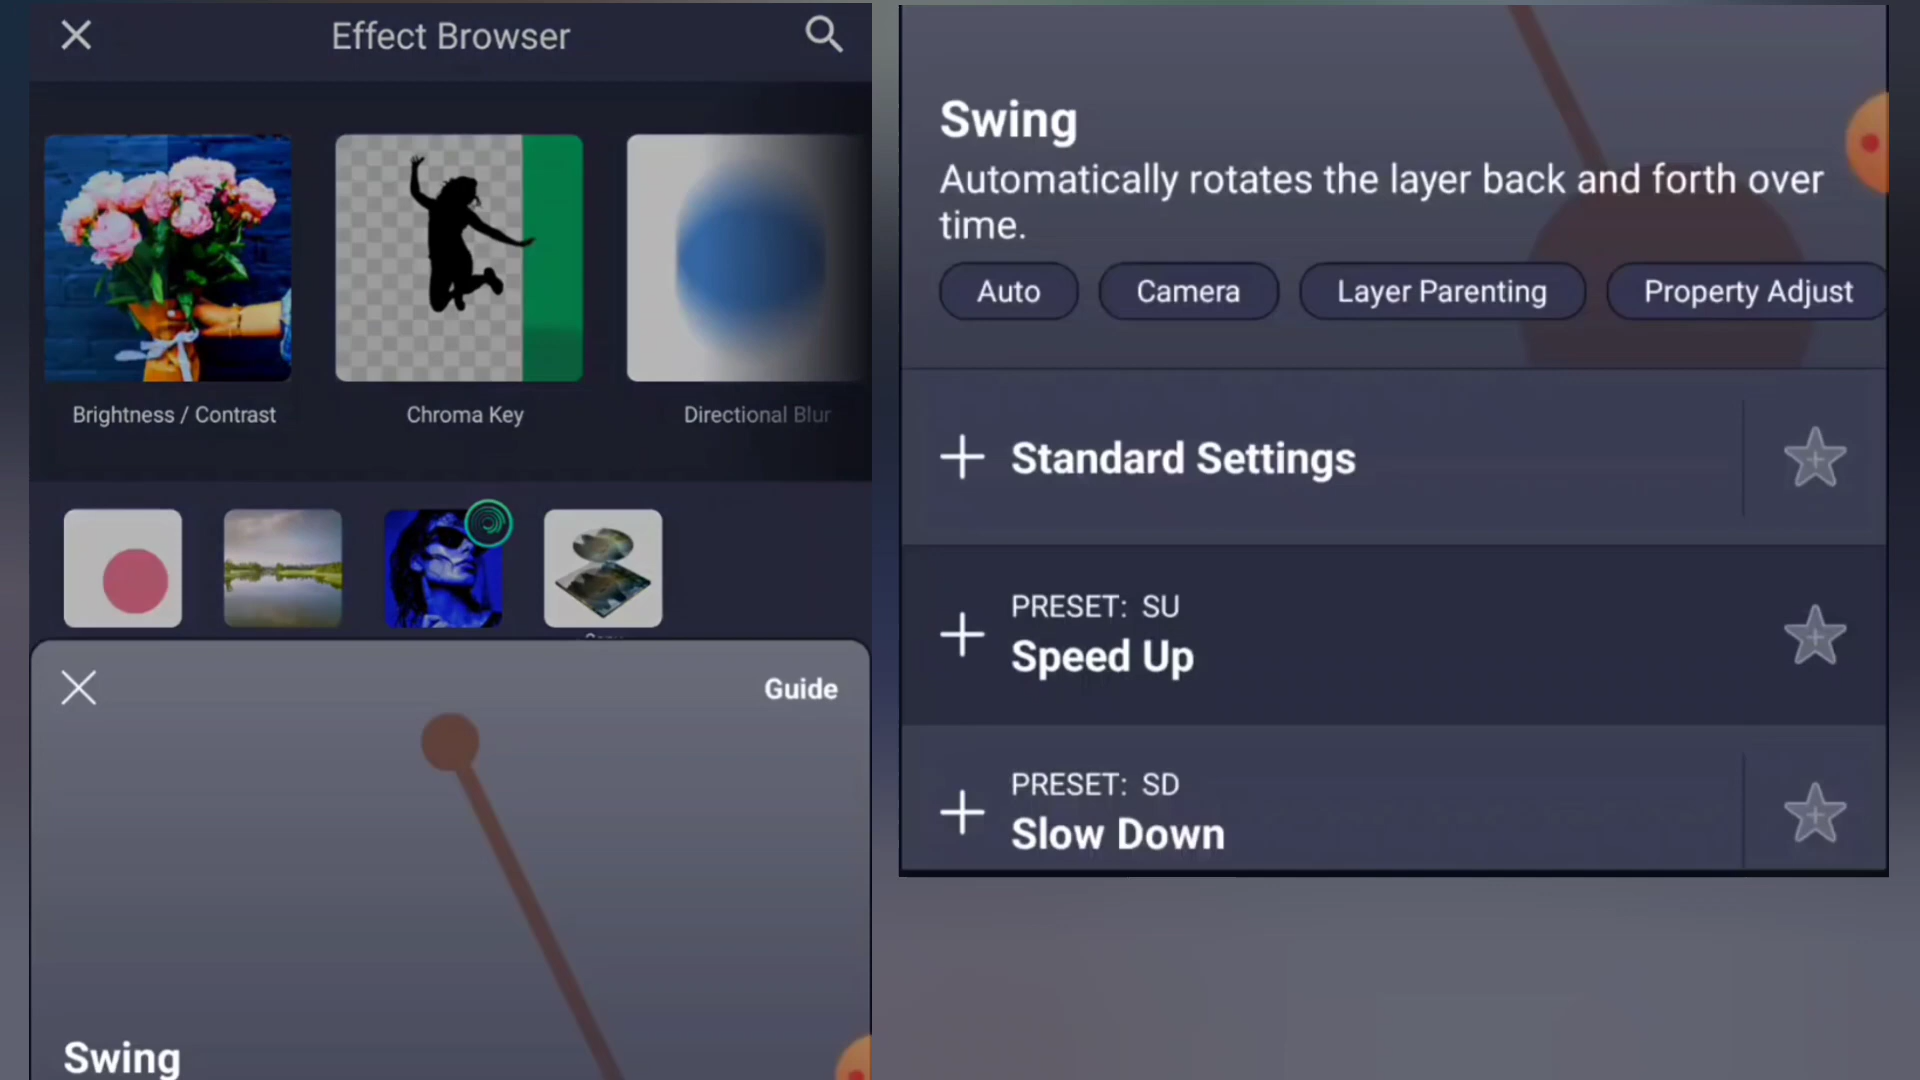 Effect Browser
Brightness / Contrast
Chroma Key
Directional Blur
Guide
Swing
Swing
Automatically rotates the layer back and forth over
time.
Auto
Camera
Layer Parenting
Property Adjust
Standard Settings
PRESET: SU
Speed Up
PRESET: SD
Slow Down